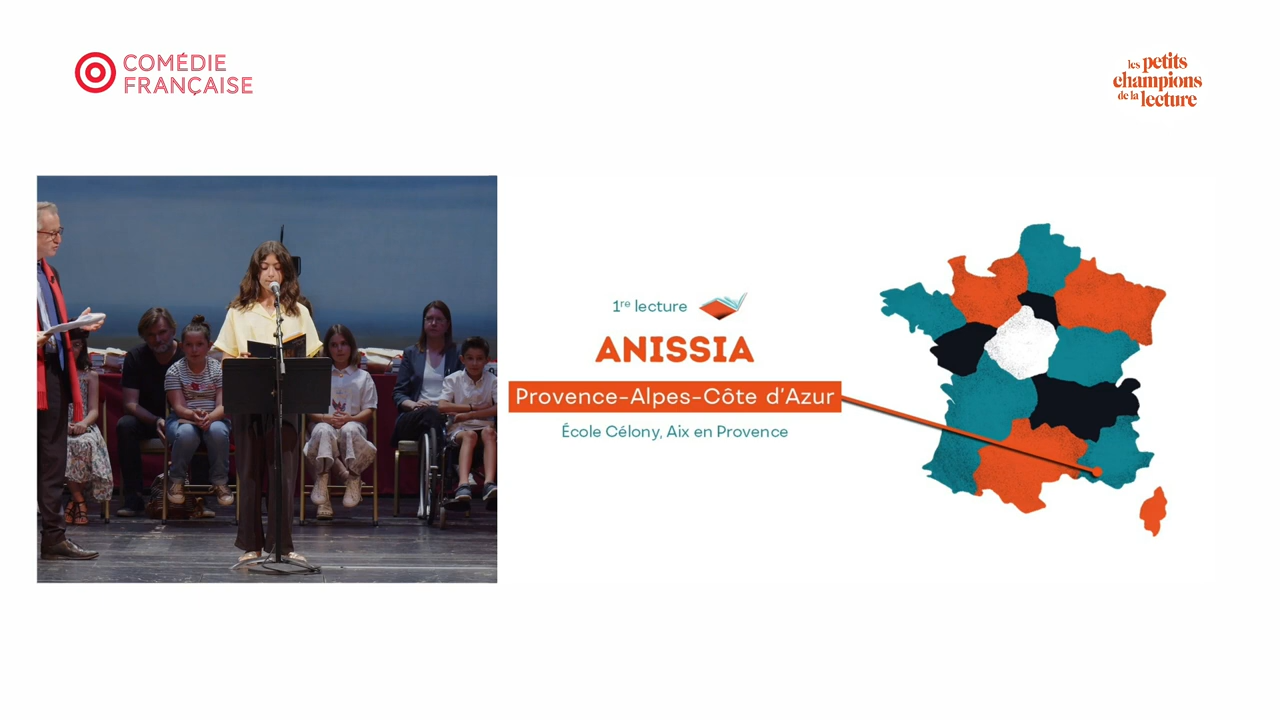 COMÉDIE
FRANÇAISE
les petits
champions
de la lecture
1re lecture
ANISSIA
Provence-Alpes-Côte d'Azur
École Célony, Aix en Provence